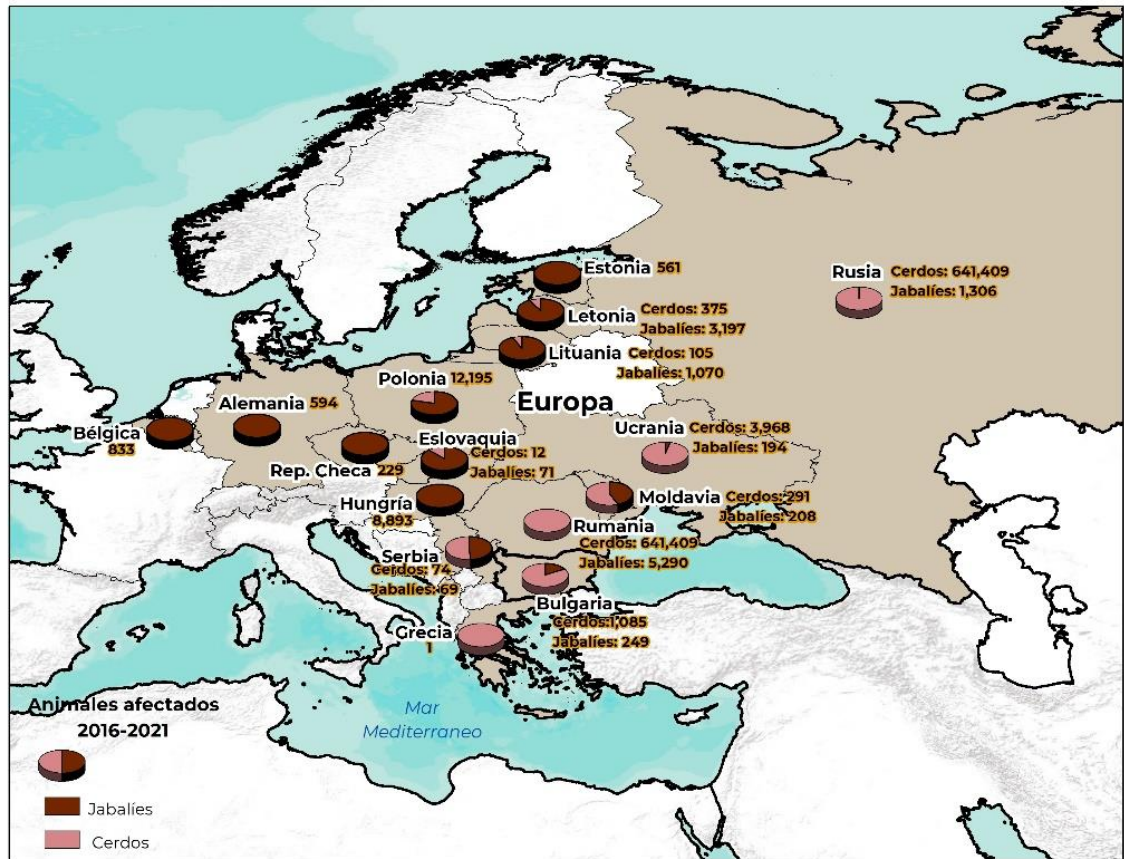 Estonia 561
Rusia Cerdos: 641,409
Jabalíes: 1,306
Letonia Cerdos: 375
Jabalíes: 3,197
Lituania Cerdos: 105
Jabalíes: 1,070
Polonia 12,195
Europa
Alemania 594
Bélgica
833
Ucrania Cerdos: 3,968
Jabalíes: 194
Eslovaquia
Cerdos: 12
Jabalíes: 71
Rep. Checa 229
Hungría
8,893
Moldavia Cerdos: 291
Jabalíes: 208
Rumania
Cerdos: 641,409
Jabalíes: 5,290
Serbia
Cerdos: 74
Jabalíes: 69
Bulgaria
Cerdos:1,085
Jabalíes: 249
Grecia
1
Mar
Mediterraneo
Animales afectados
2016-2021
Jabalíes
Cerdos